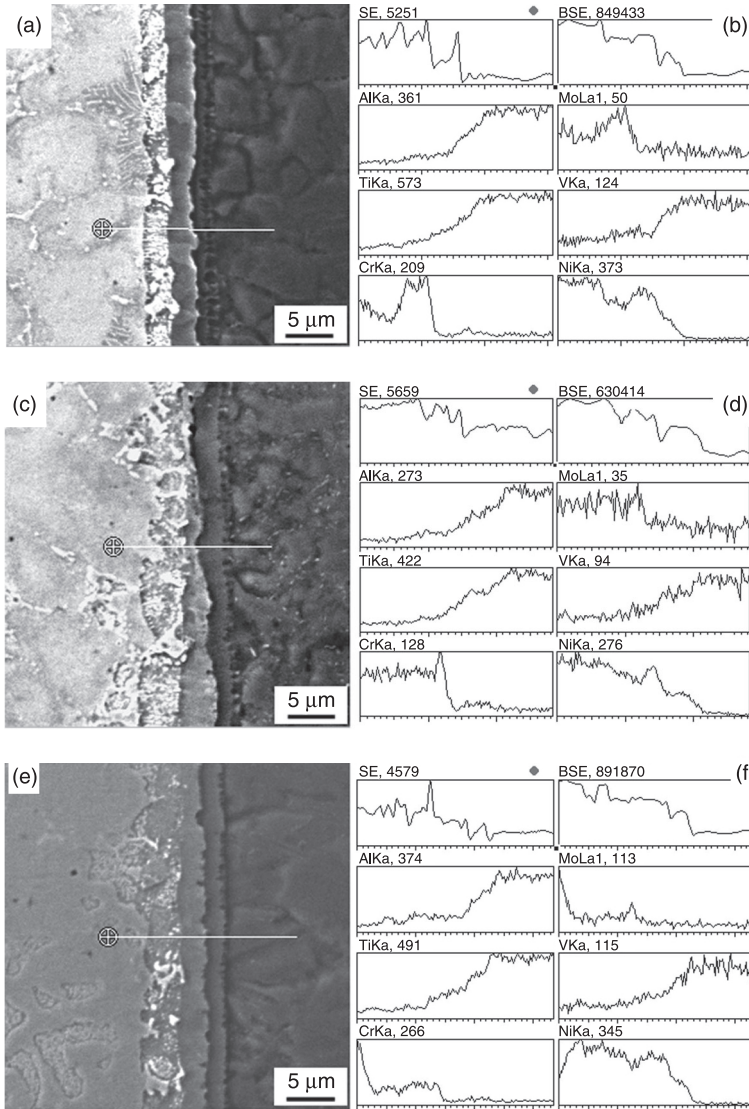 (a)
5 μm
SE, 5251
BSE, 849433
(b)
AlKa, 361
MoLa1, 50
TiKa, 573
VKa, 124
CrKa, 209
NiKa, 373
(c)
5 μm
SE, 5659
BSE, 630414
(d)
AlKa, 273
MoLa1, 35
TiKa, 422
VKa, 94
CrKa, 128
NiKa, 276
(e)
5 μm
SE, 4579
BSE, 891870
(f
AlKa, 374
MoLa1, 113
TiKa, 491
VKa, 115
CrKa, 266
NiKa, 345